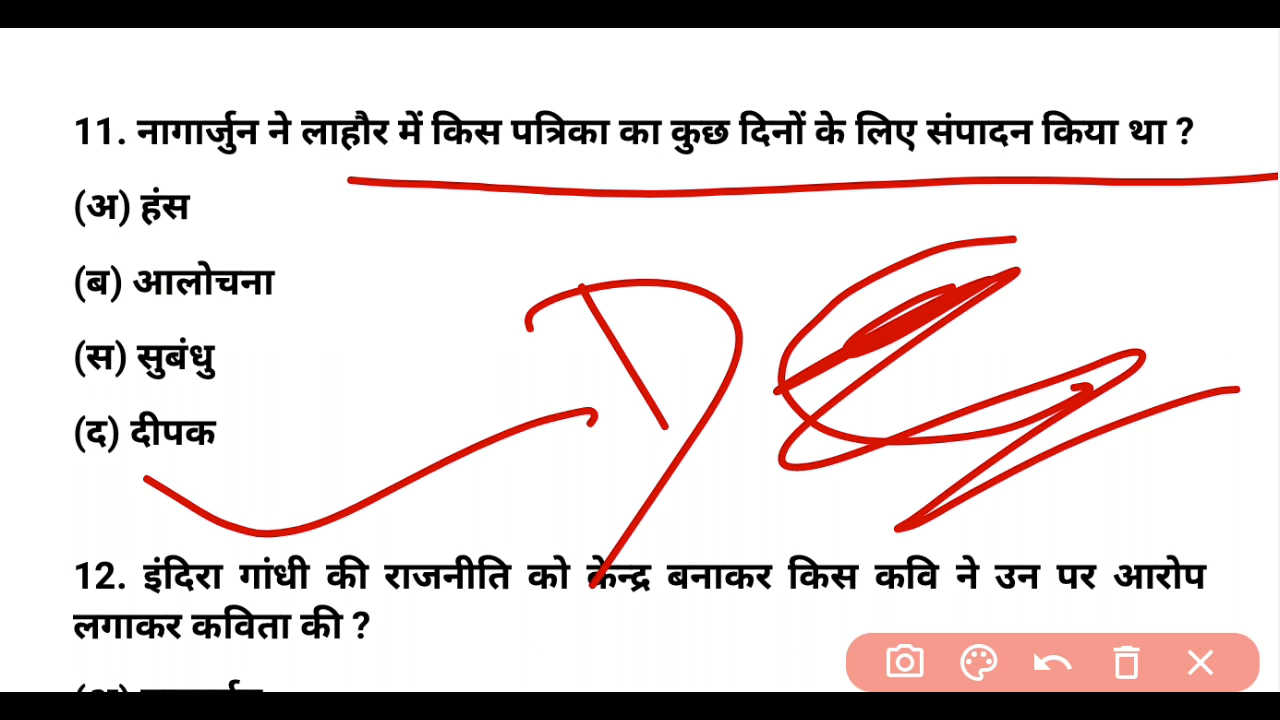 11. नागार्जुन ने लाहौर में किस पत्रिका का कुछ दिनों के लिए संपादन किया था ?
(अ) हंस
(ब) आलोचना
(स) सुबंधु
(द) दीपक
12. इंदिरा गांधी की राजनीति को केन्द्र बनाकर किस कवि ने उन पर आरोप
लगाकर कविता की ?